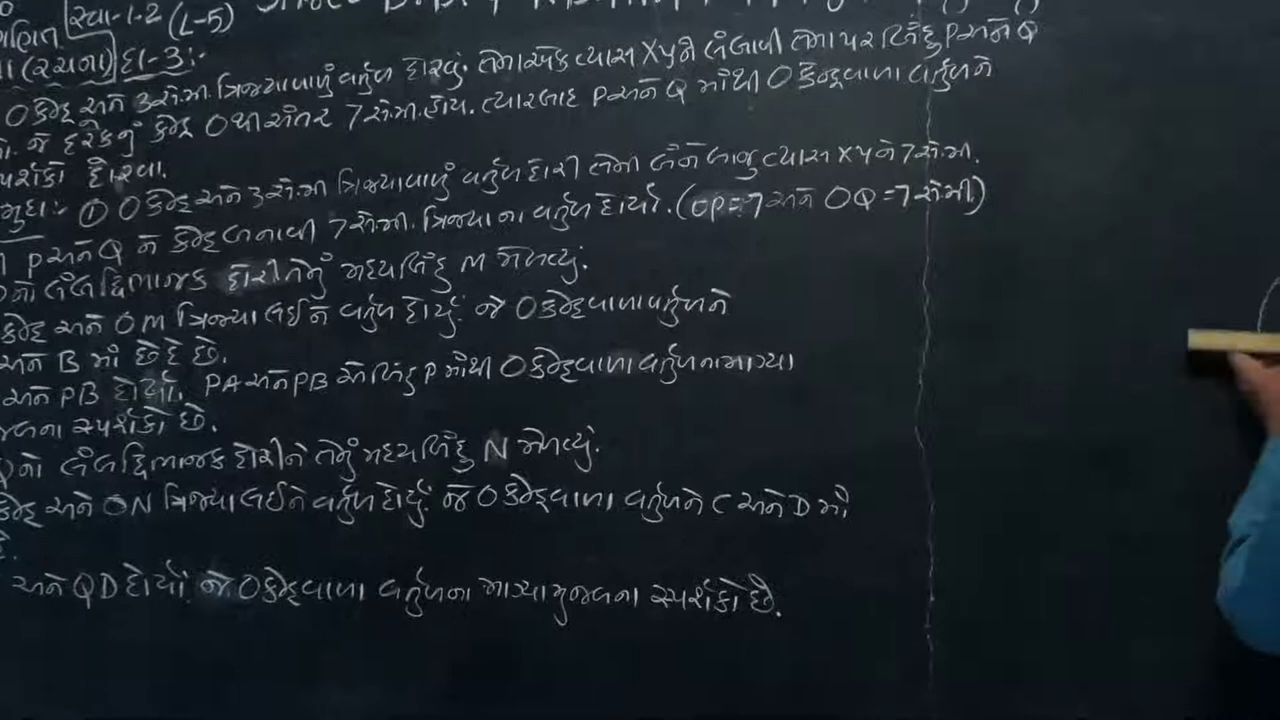 ગણિત સ્વા-1.2 (L-5)
(રચના) દા-3:-
O કેન્દ્ર અને 3 સે.મી. ત્રિજ્યાવાળું વર્તુળ દોરવું. તેમાં એક વ્યાસ XY ને લંબાવી તેમા પર બિંદુ P અને Q
જે દરેકનું કેન્દ્ર O થી અંતર 7 સે.મી. હોય. ત્યારબાદ P અને Q માંથી O કેન્દ્રવાળા વર્તુળને
સ્પર્શકો દોરવા.
મુદ્દા:- ① O કેન્દ્ર અને 3 સે.મી ત્રિજ્યાવાળું વર્તુળ દોરી તેની બંને બાજુ વ્યાસ XY ને 7 સે.મી.
P અને Q ને કેન્દ્ર બનાવી 7 સે.મી. ત્રિજ્યા ના વર્તુળ દોર્યા. (OP=7 અને OQ=7 સે.મી)
નો લંબદ્વિભાજક દોરી તેનું મધ્યબિંદુ M મેળવ્યું.
કેન્દ્ર અને OM ત્રિજ્યા લઈને વર્તુળ દોર્યું. જે O કેન્દ્રવાળા વર્તુળને
અને B માં છેદે છે.
અને PB દોર્યા. PA અને PB એ બિંદુ P માંથી O કેન્દ્રવાળા વર્તુળના માગ્યા
સ્પર્શકો છે.
નો લંબદ્વિભાજક દોરીને તેનું મધ્યબિંદુ N મેળવ્યું.
કેન્દ્ર અને ON ત્રિજ્યા લઈને વર્તુળ દોર્યું. જે O કેન્દ્રવાળા વર્તુળને C અને D માં
છે.
અને QD દોર્યા. જે O કેન્દ્રવાળા વર્તુળના માગ્યા મુજબના સ્પર્શકો છે.